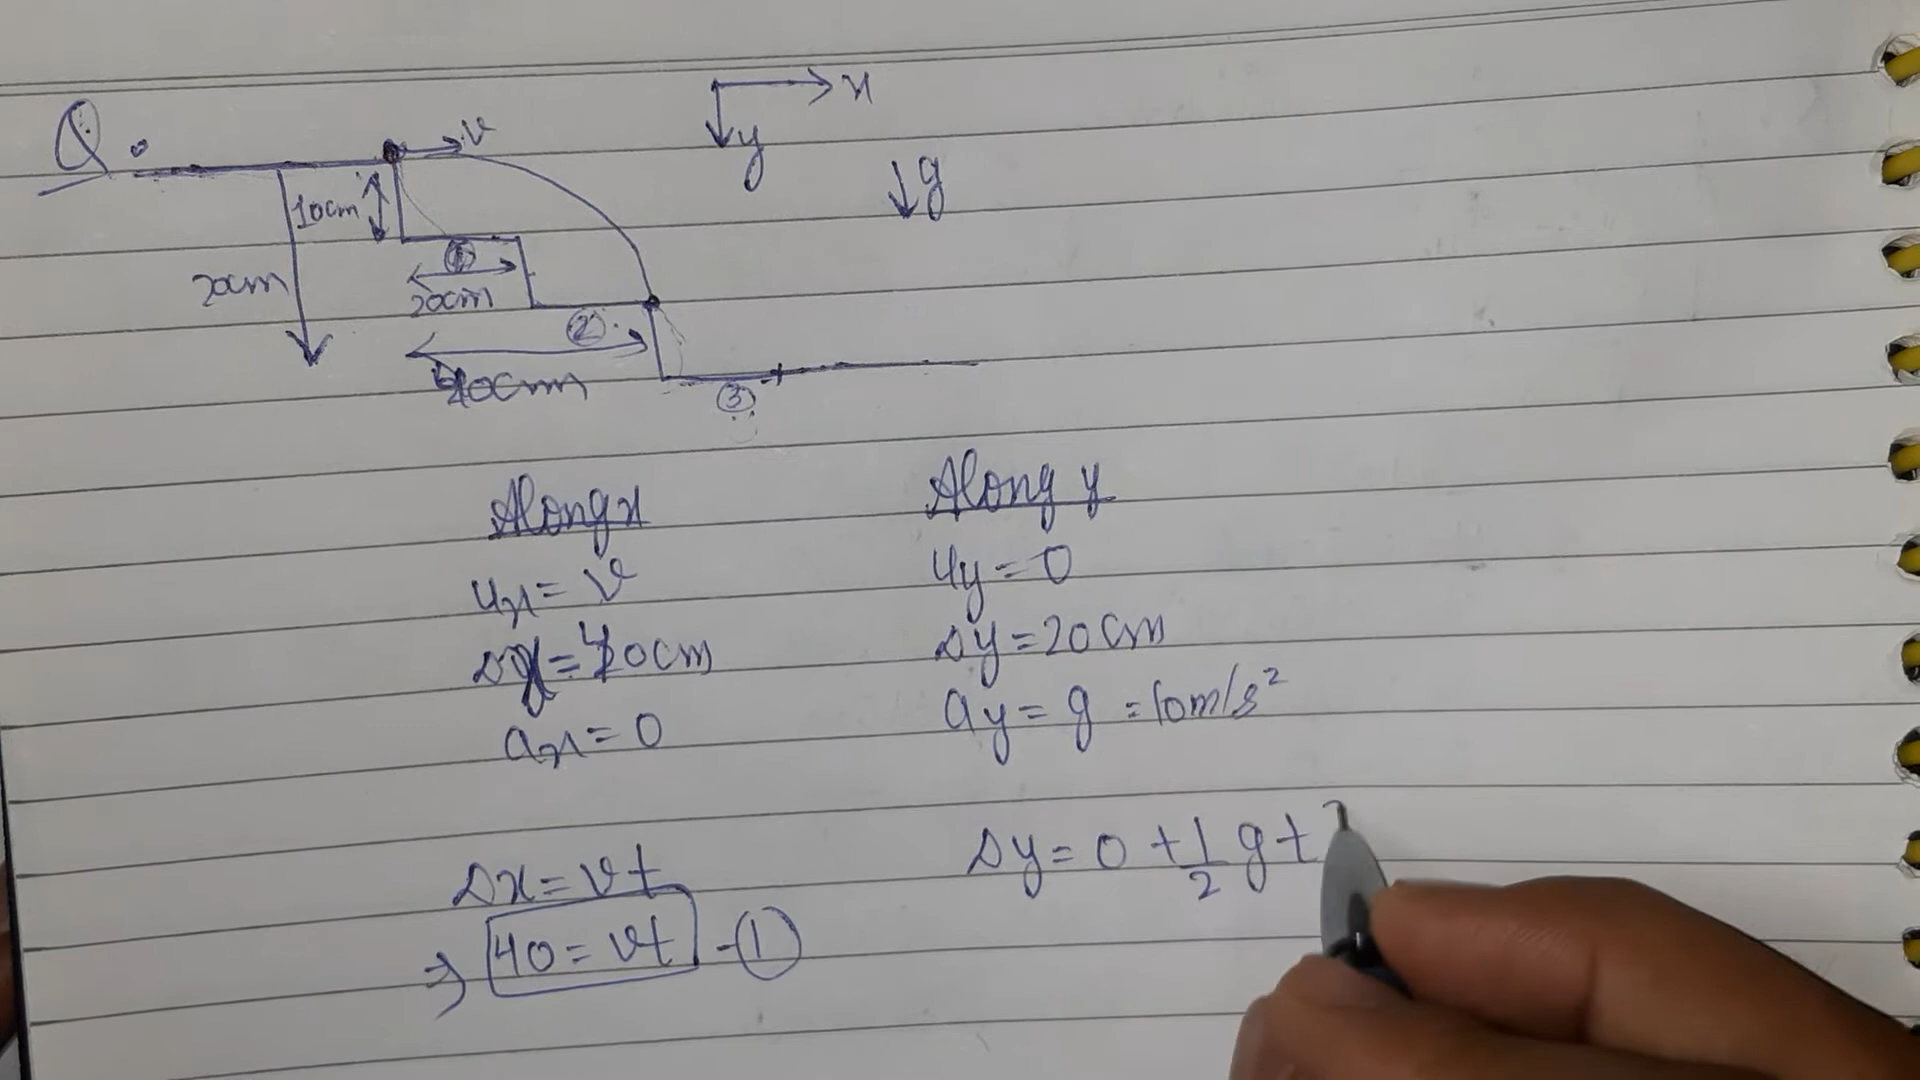 Q.
v
x
y
g
10cm
20cm
①
20cm
②
40cm
③
Along x
ux = v
Δx = 40cm
ax = 0
Δx = vt
⇒ 40 = vt - ①
Along y
uy = 0
Δy = 20cm
ay = g = 10m/s²
Δy = 0 + 1/2 gt²